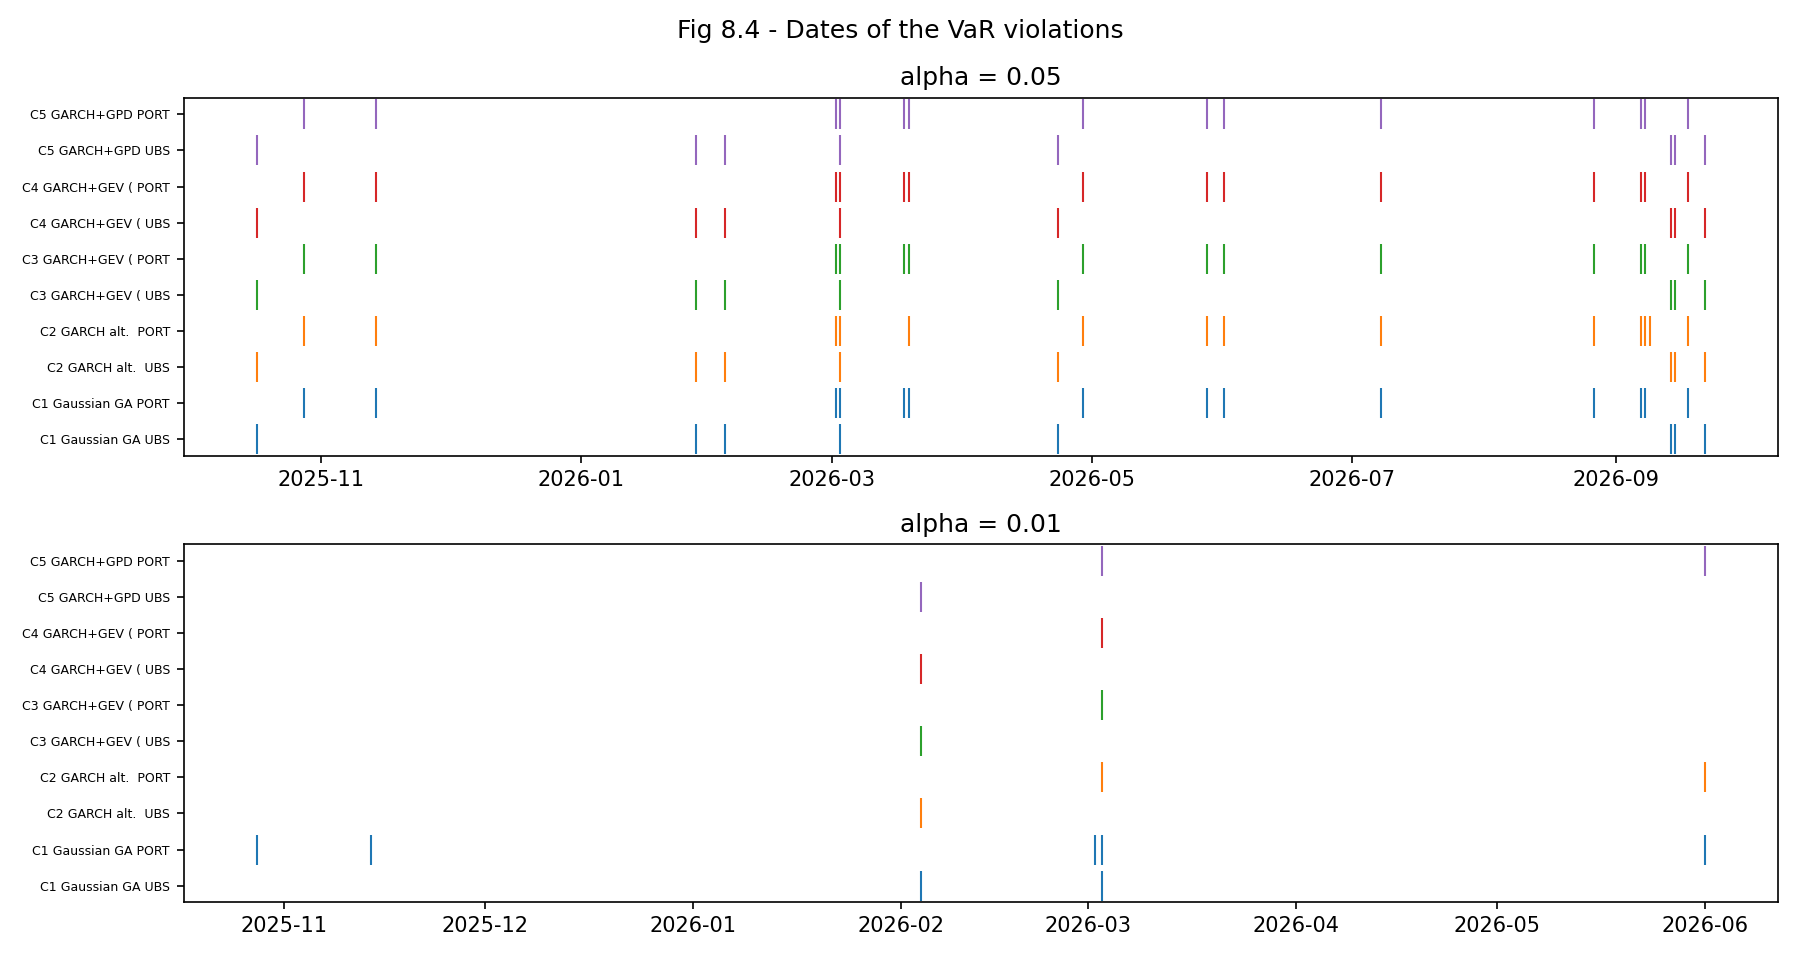 Fig 8.4 - Dates of the VaR violations
alpha = 0.05
C5 GARCH+GPD PORT
C5 GARCH+GPD UBS
C4 GARCH+GEV ( PORT
C4 GARCH+GEV ( UBS
C3 GARCH+GEV ( PORT
C3 GARCH+GEV ( UBS
C2 GARCH alt.  PORT
C2 GARCH alt.  UBS
C1 Gaussian GA PORT
C1 Gaussian GA UBS
2025-11 2026-01 2026-03 2026-05 2026-07 2026-09
alpha = 0.01
C5 GARCH+GPD PORT
C5 GARCH+GPD UBS
C4 GARCH+GEV ( PORT
C4 GARCH+GEV ( UBS
C3 GARCH+GEV ( PORT
C3 GARCH+GEV ( UBS
C2 GARCH alt.  PORT
C2 GARCH alt.  UBS
C1 Gaussian GA PORT
C1 Gaussian GA UBS
2025-11 2025-12 2026-01 2026-02 2026-03 2026-04 2026-05 2026-06